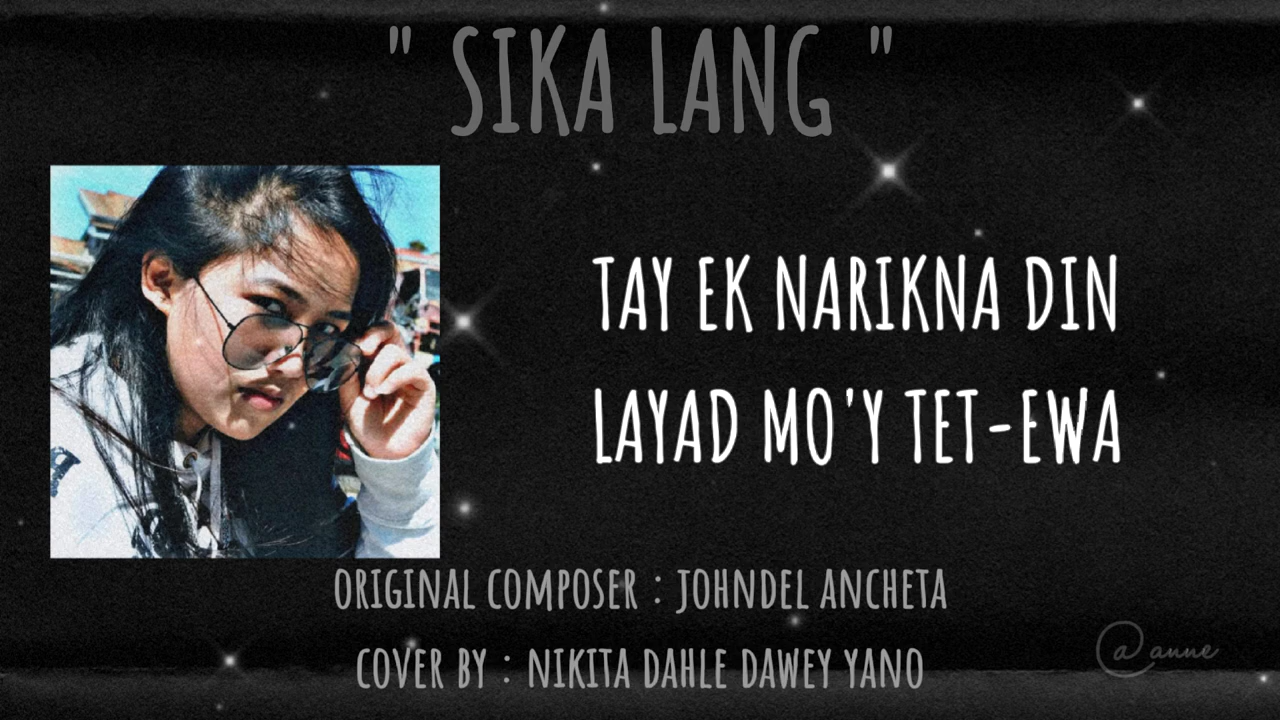 " SIKA LANG "
TAY EK NARIKNA DIN
LAYAD MO'Y TET-EWA
ORIGINAL COMPOSER : JOHNDEL ANCHETA
COVER BY : NIKITA DAHLE DAWEY YANO
@anne